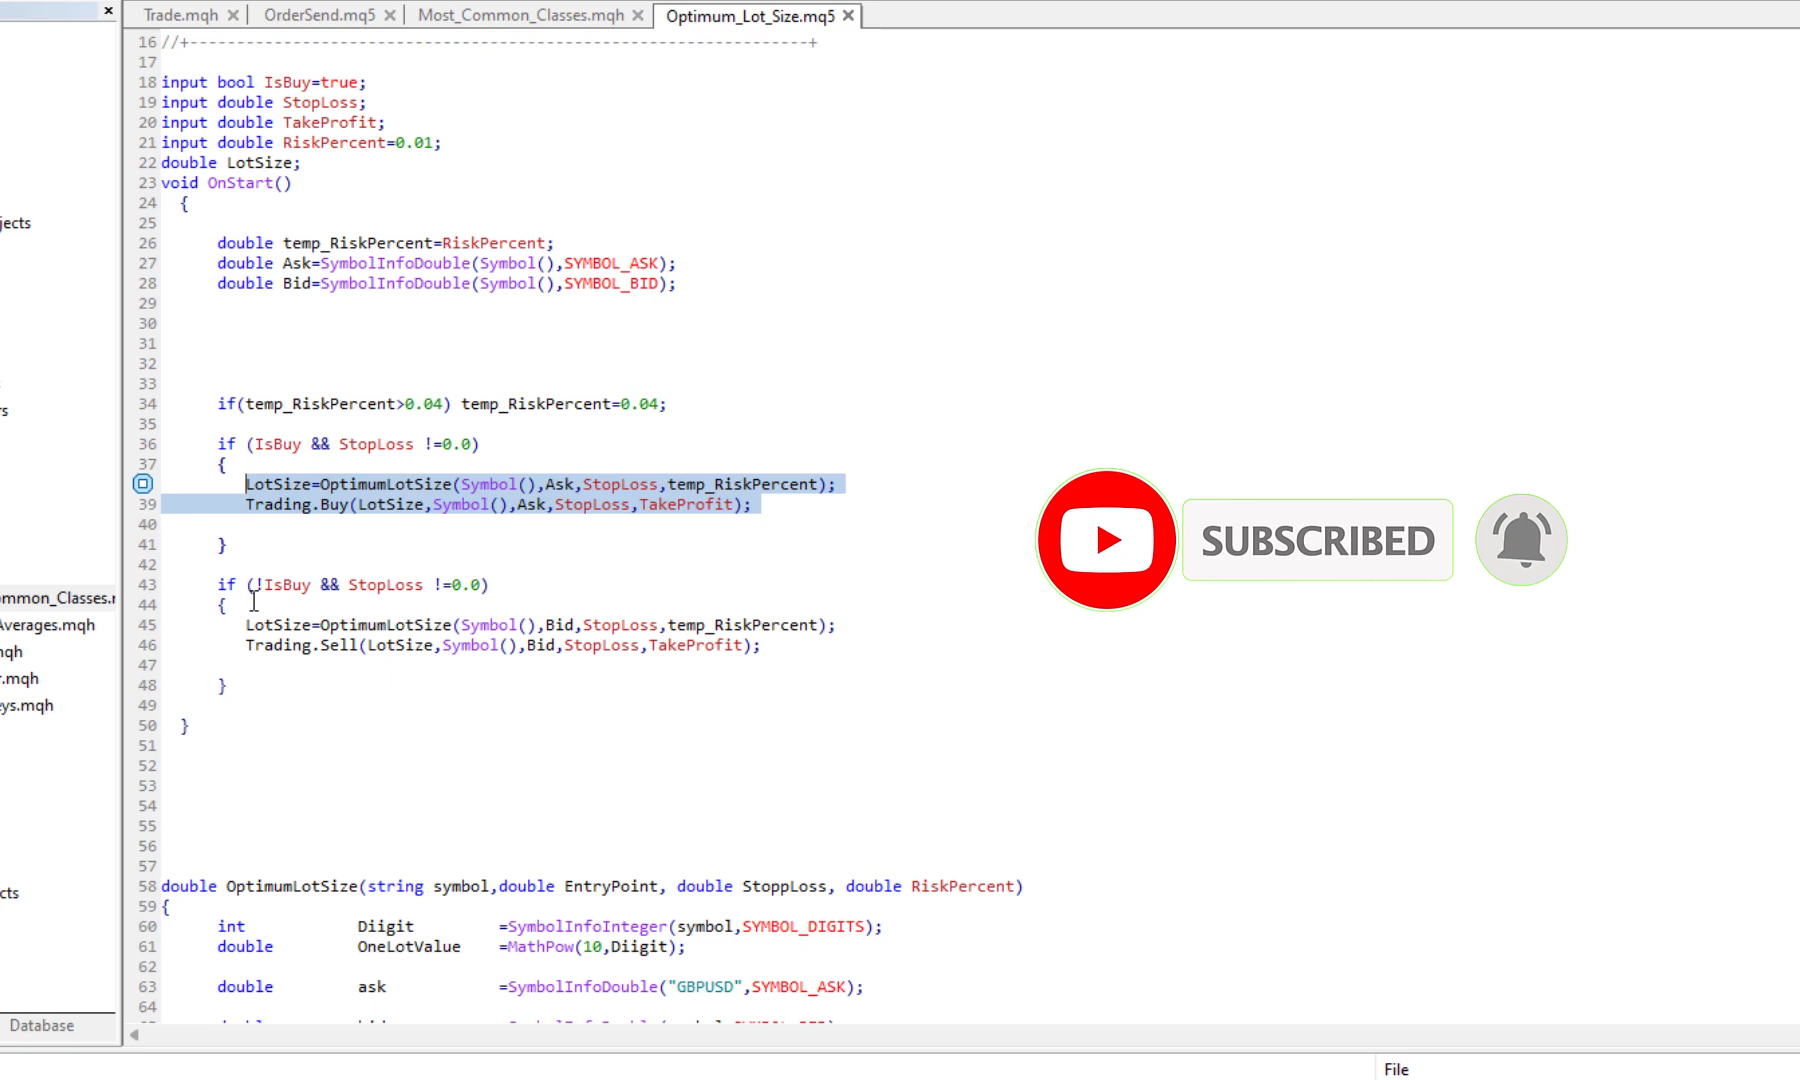 Trade.mqh
OrderSend.mq5
Most_Common_Classes.mqh
Optimum_Lot_Size.mq5
16 //+------------------------------------------------------------------+
17
18 input bool IsBuy=true;
19 input double StopLoss;
20 input double TakeProfit;
21 input double RiskPercent=0.01;
22 double LotSize;
23 void OnStart()
24 {
25
26 double temp_RiskPercent=RiskPercent;
27 double Ask=SymbolInfoDouble(Symbol(),SYMBOL_ASK);
28 double Bid=SymbolInfoDouble(Symbol(),SYMBOL_BID);
29
30
31
32
33
34 if(temp_RiskPercent>0.04) temp_RiskPercent=0.04;
35
36 if (IsBuy && StopLoss !=0.0)
37 {
LotSize=OptimumLotSize(Symbol(),Ask,StopLoss,temp_RiskPercent);
39 Trading.Buy(LotSize,Symbol(),Ask,StopLoss,TakeProfit);
40
41 }
42
43 if (!IsBuy && StopLoss !=0.0)
44 {
45 LotSize=OptimumLotSize(Symbol(),Bid,StopLoss,temp_RiskPercent);
46 Trading.Sell(LotSize,Symbol(),Bid,StopLoss,TakeProfit);
47
48 }
49
50 }
51
52
53
54
55
56
57
58 double OptimumLotSize(string symbol,double EntryPoint, double StoppLoss, double RiskPercent)
59 {
60 int Diigit =SymbolInfoInteger(symbol,SYMBOL_DIGITS);
61 double OneLotValue =MathPow(10,Diigit);
62
63 double ask =SymbolInfoDouble("GBPUSD",SYMBOL_ASK);
64
jects
rs
ommon_Classes.r
Averages.mqh
mqh
r.mqh
eys.mqh
cts
Database
SUBSCRIBED
File